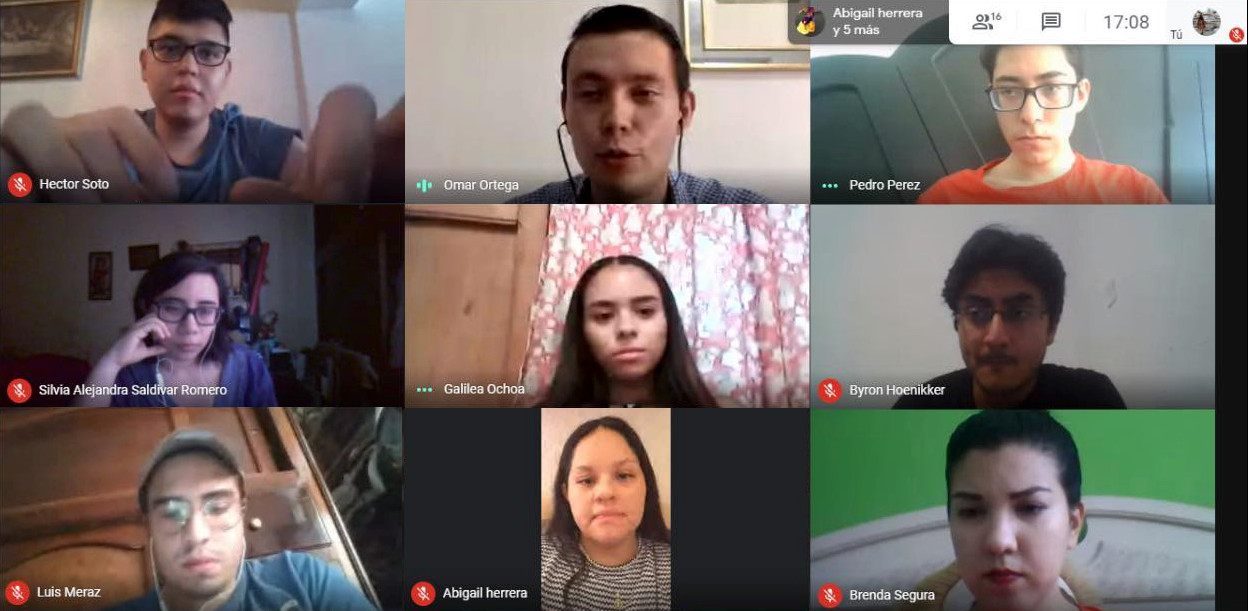 Abigail herrera
y 5 más
16
17:08
Tú
Hector Soto
Omar Ortega
Pedro Perez
Silvia Alejandra Saldivar Romero
Galilea Ochoa
Byron Hoenikker
Luis Meraz
Abigail herrera
Brenda Segura